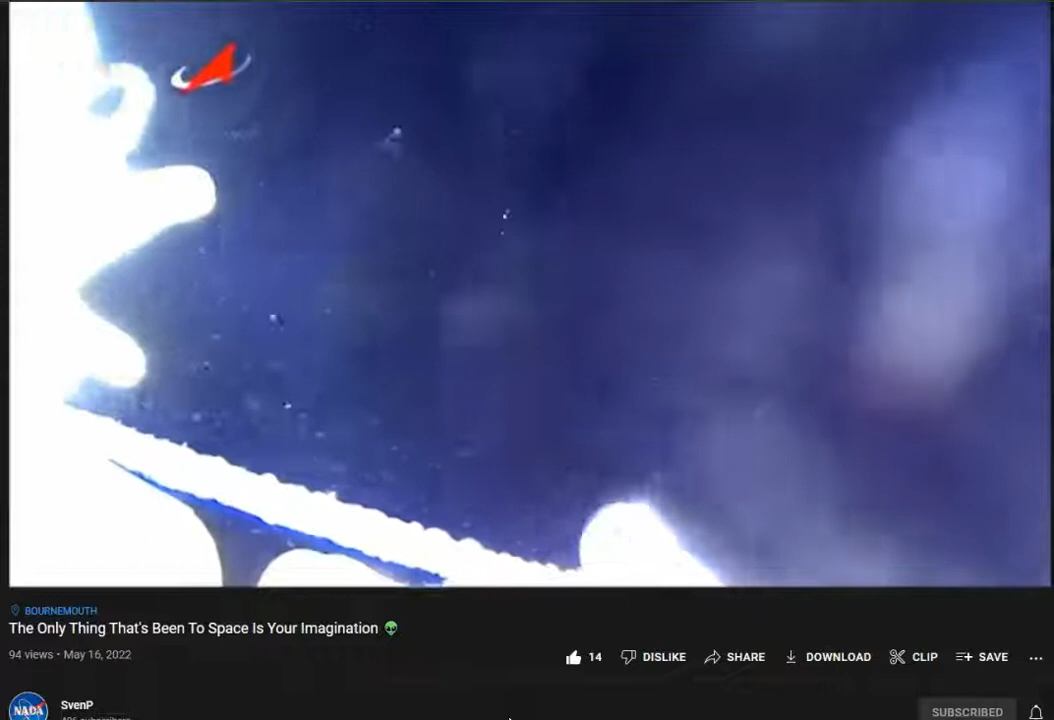 BOURNEMOUTH
The Only Thing That's Been To Space Is Your Imagination 👽
94 views • May 16, 2022
14 DISLIKE SHARE DOWNLOAD CLIP SAVE ...
NADA
SvenP
SUBSCRIBED